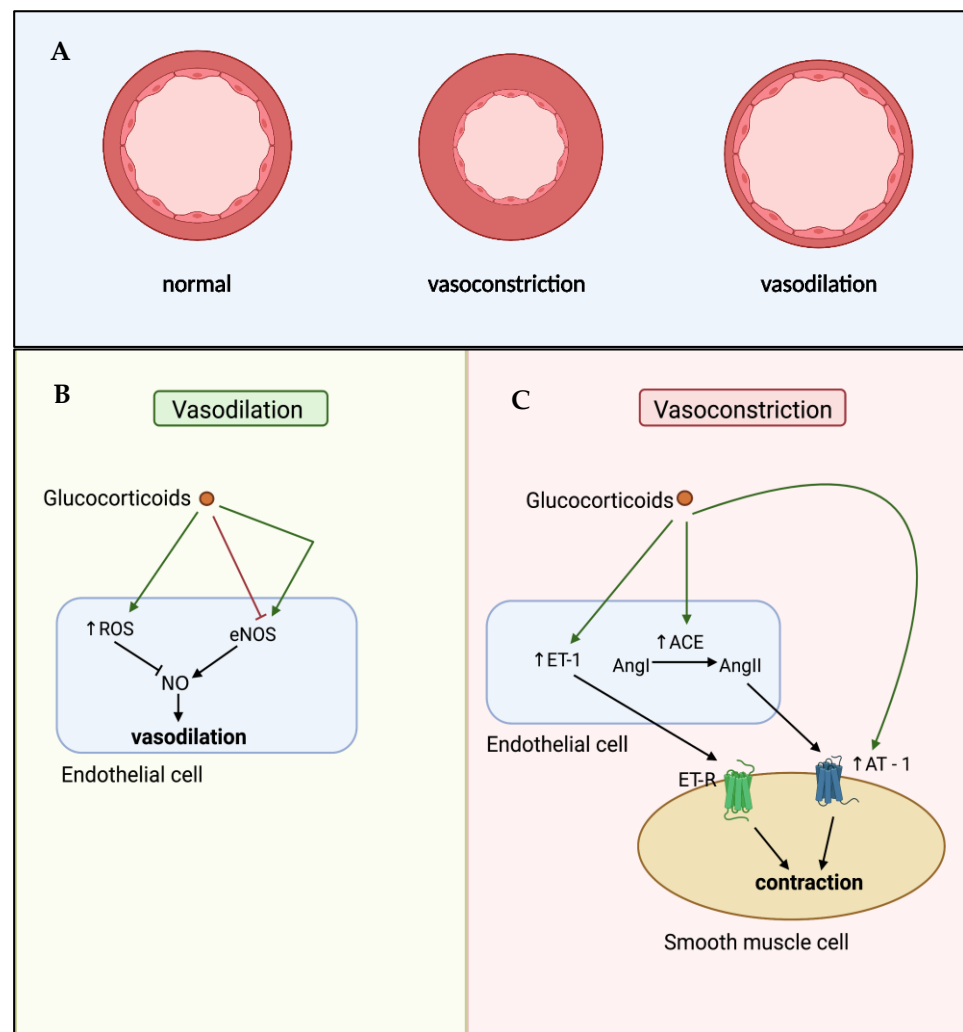 A
normal
vasoconstriction
vasodilation
B
Vasodilation
Glucocorticoids
↑ROS
eNOS
NO
vasodilation
Endothelial cell
C
Vasoconstriction
Glucocorticoids
↑ET-1
↑ACE
AngI
AngII
Endothelial cell
ET-R
↑AT - 1
contraction
Smooth muscle cell